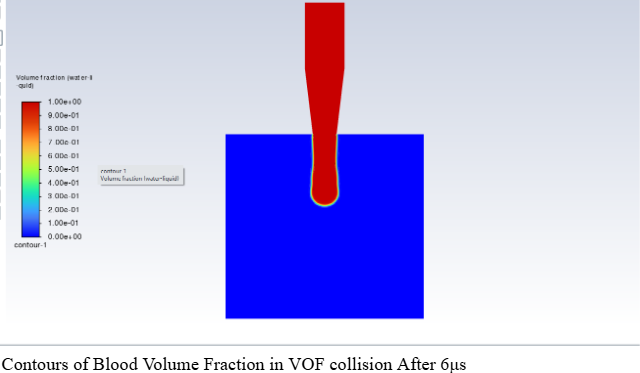 Volume fraction (water-li
quid)
1.00e+00
9.00e-01
8.00e-01
7.00e-01
6.00e-01
5.00e-01
4.00e-01
3.00e-01
2.00e-01
1.00e-01
0.00e+00
contour-1
contour-1
Volume fraction (water-liquid)
Contours of Blood Volume Fraction in VOF collision After 6μs